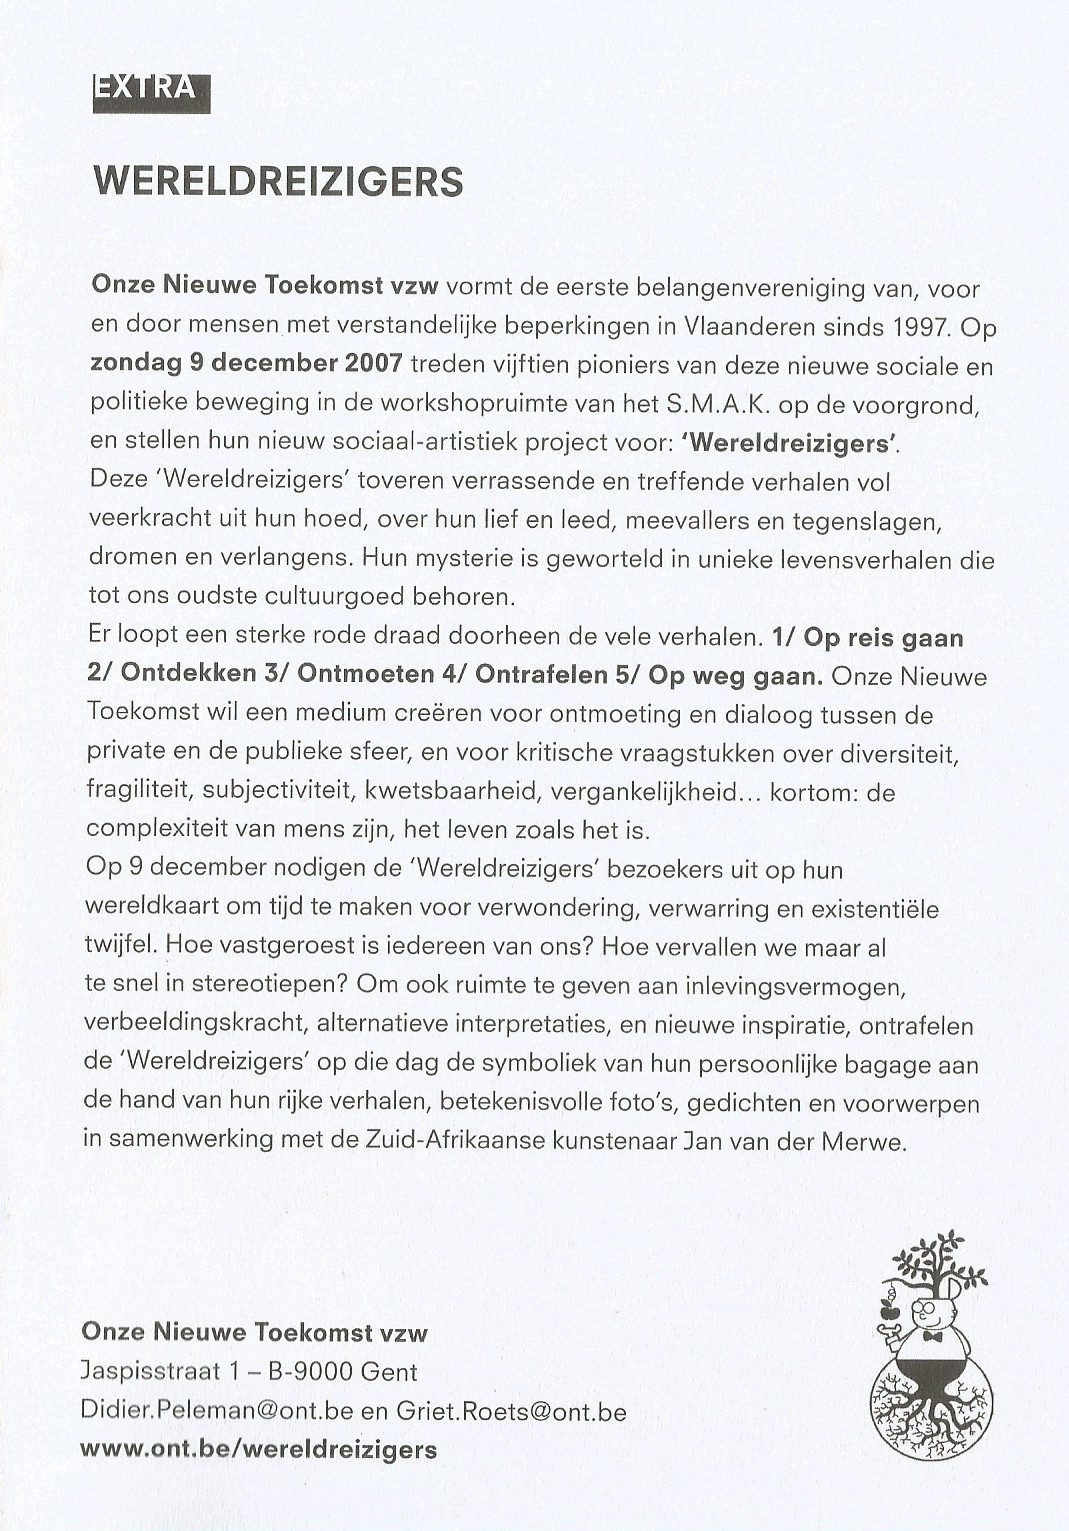 EXTRA
WERELDREIZIGERS
Onze Nieuwe Toekomst vzw vormt de eerste belangenvereniging van, voor
en door mensen met verstandelijke beperkingen in Vlaanderen sinds 1997. Op
zondag 9 december 2007 treden vijftien pioniers van deze nieuwe sociale en
politieke beweging in de workshopruimte van het S.M.A.K. op de voorgrond,
en stellen hun nieuw sociaal-artistiek project voor: ‘Wereldreizigers’.
Deze ‘Wereldreizigers’ toveren verrassende en treffende verhalen vol
veerkracht uit hun hoed, over hun lief en leed, meevallers en tegenslagen,
dromen en verlangens. Hun mysterie is geworteld in unieke levensverhalen die
tot ons oudste cultuurgoed behoren.
Er loopt een sterke rode draad doorheen de vele verhalen. 1/ Op reis gaan
2/ Ontdekken 3/ Ontmoeten 4/ Ontrafelen 5/ Op weg gaan. Onze Nieuwe
Toekomst wil een medium creëren voor ontmoeting en dialoog tussen de
private en de publieke sfeer, en voor kritische vraagstukken over diversiteit,
fragiliteit, subjectiviteit, kwetsbaarheid, vergankelijkheid... kortom: de
complexiteit van mens zijn, het leven zoals het is.
Op 9 december nodigen de ‘Wereldreizigers’ bezoekers uit op hun
wereldkaart om tijd te maken voor verwondering, verwarring en existentiële
twijfel. Hoe vastgeroest is iedereen van ons? Hoe vervallen we maar al
te snel in stereotiepen? Om ook ruimte te geven aan inlevingsvermogen,
verbeeldingskracht, alternatieve interpretaties, en nieuwe inspiratie, ontrafelen
de ‘Wereldreizigers’ op die dag de symboliek van hun persoonlijke bagage aan
de hand van hun rijke verhalen, betekenisvolle foto’s, gedichten en voorwerpen
in samenwerking met de Zuid-Afrikaanse kunstenaar Jan van der Merwe.
Onze Nieuwe Toekomst vzw
Jaspisstraat 1 – B-9000 Gent
Didier.Peleman@ont.be en Griet.Roets@ont.be
www.ont.be/wereldreizigers